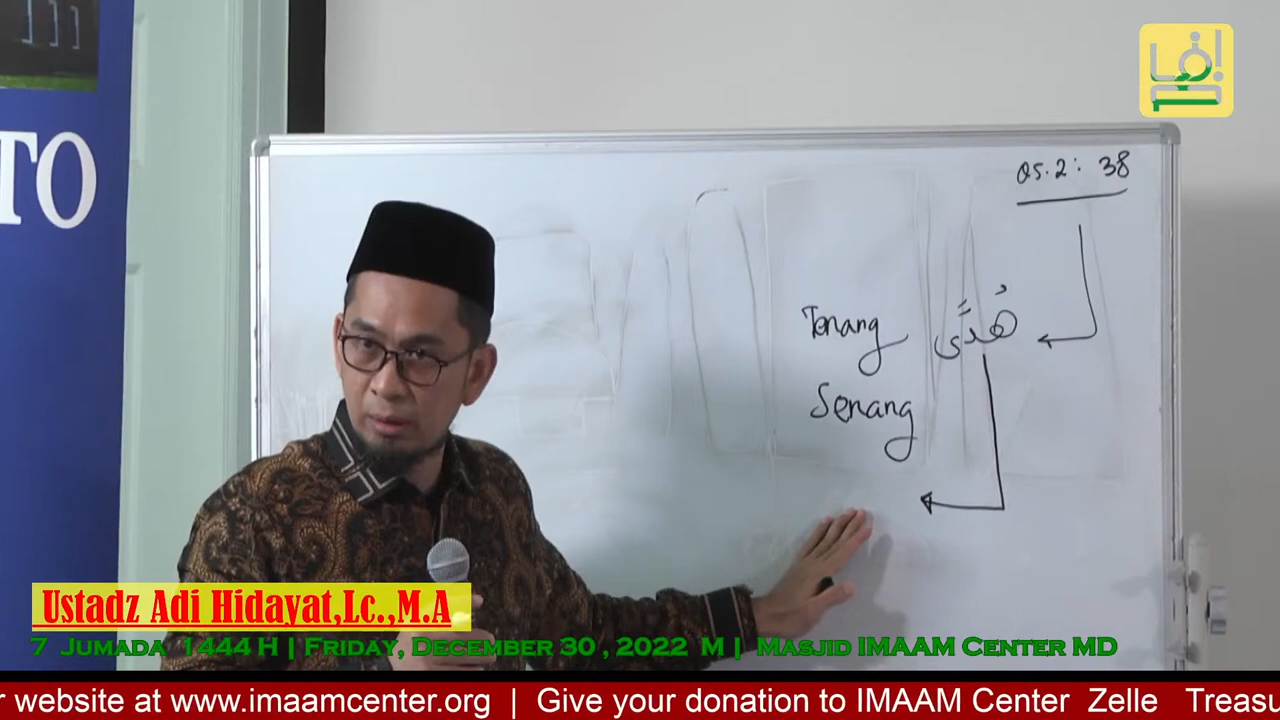 TO
QS.2: 38
هُدًى
Tenang
Senang
Ustadz Adi Hidayat,Lc.,M.A
7 Jumada 1444 H | Friday, December 30 , 2022 M | Masjid IMAAM Center MD
r website at www.imaamcenter.org | Give your donation to IMAAM Center Zelle Treasu